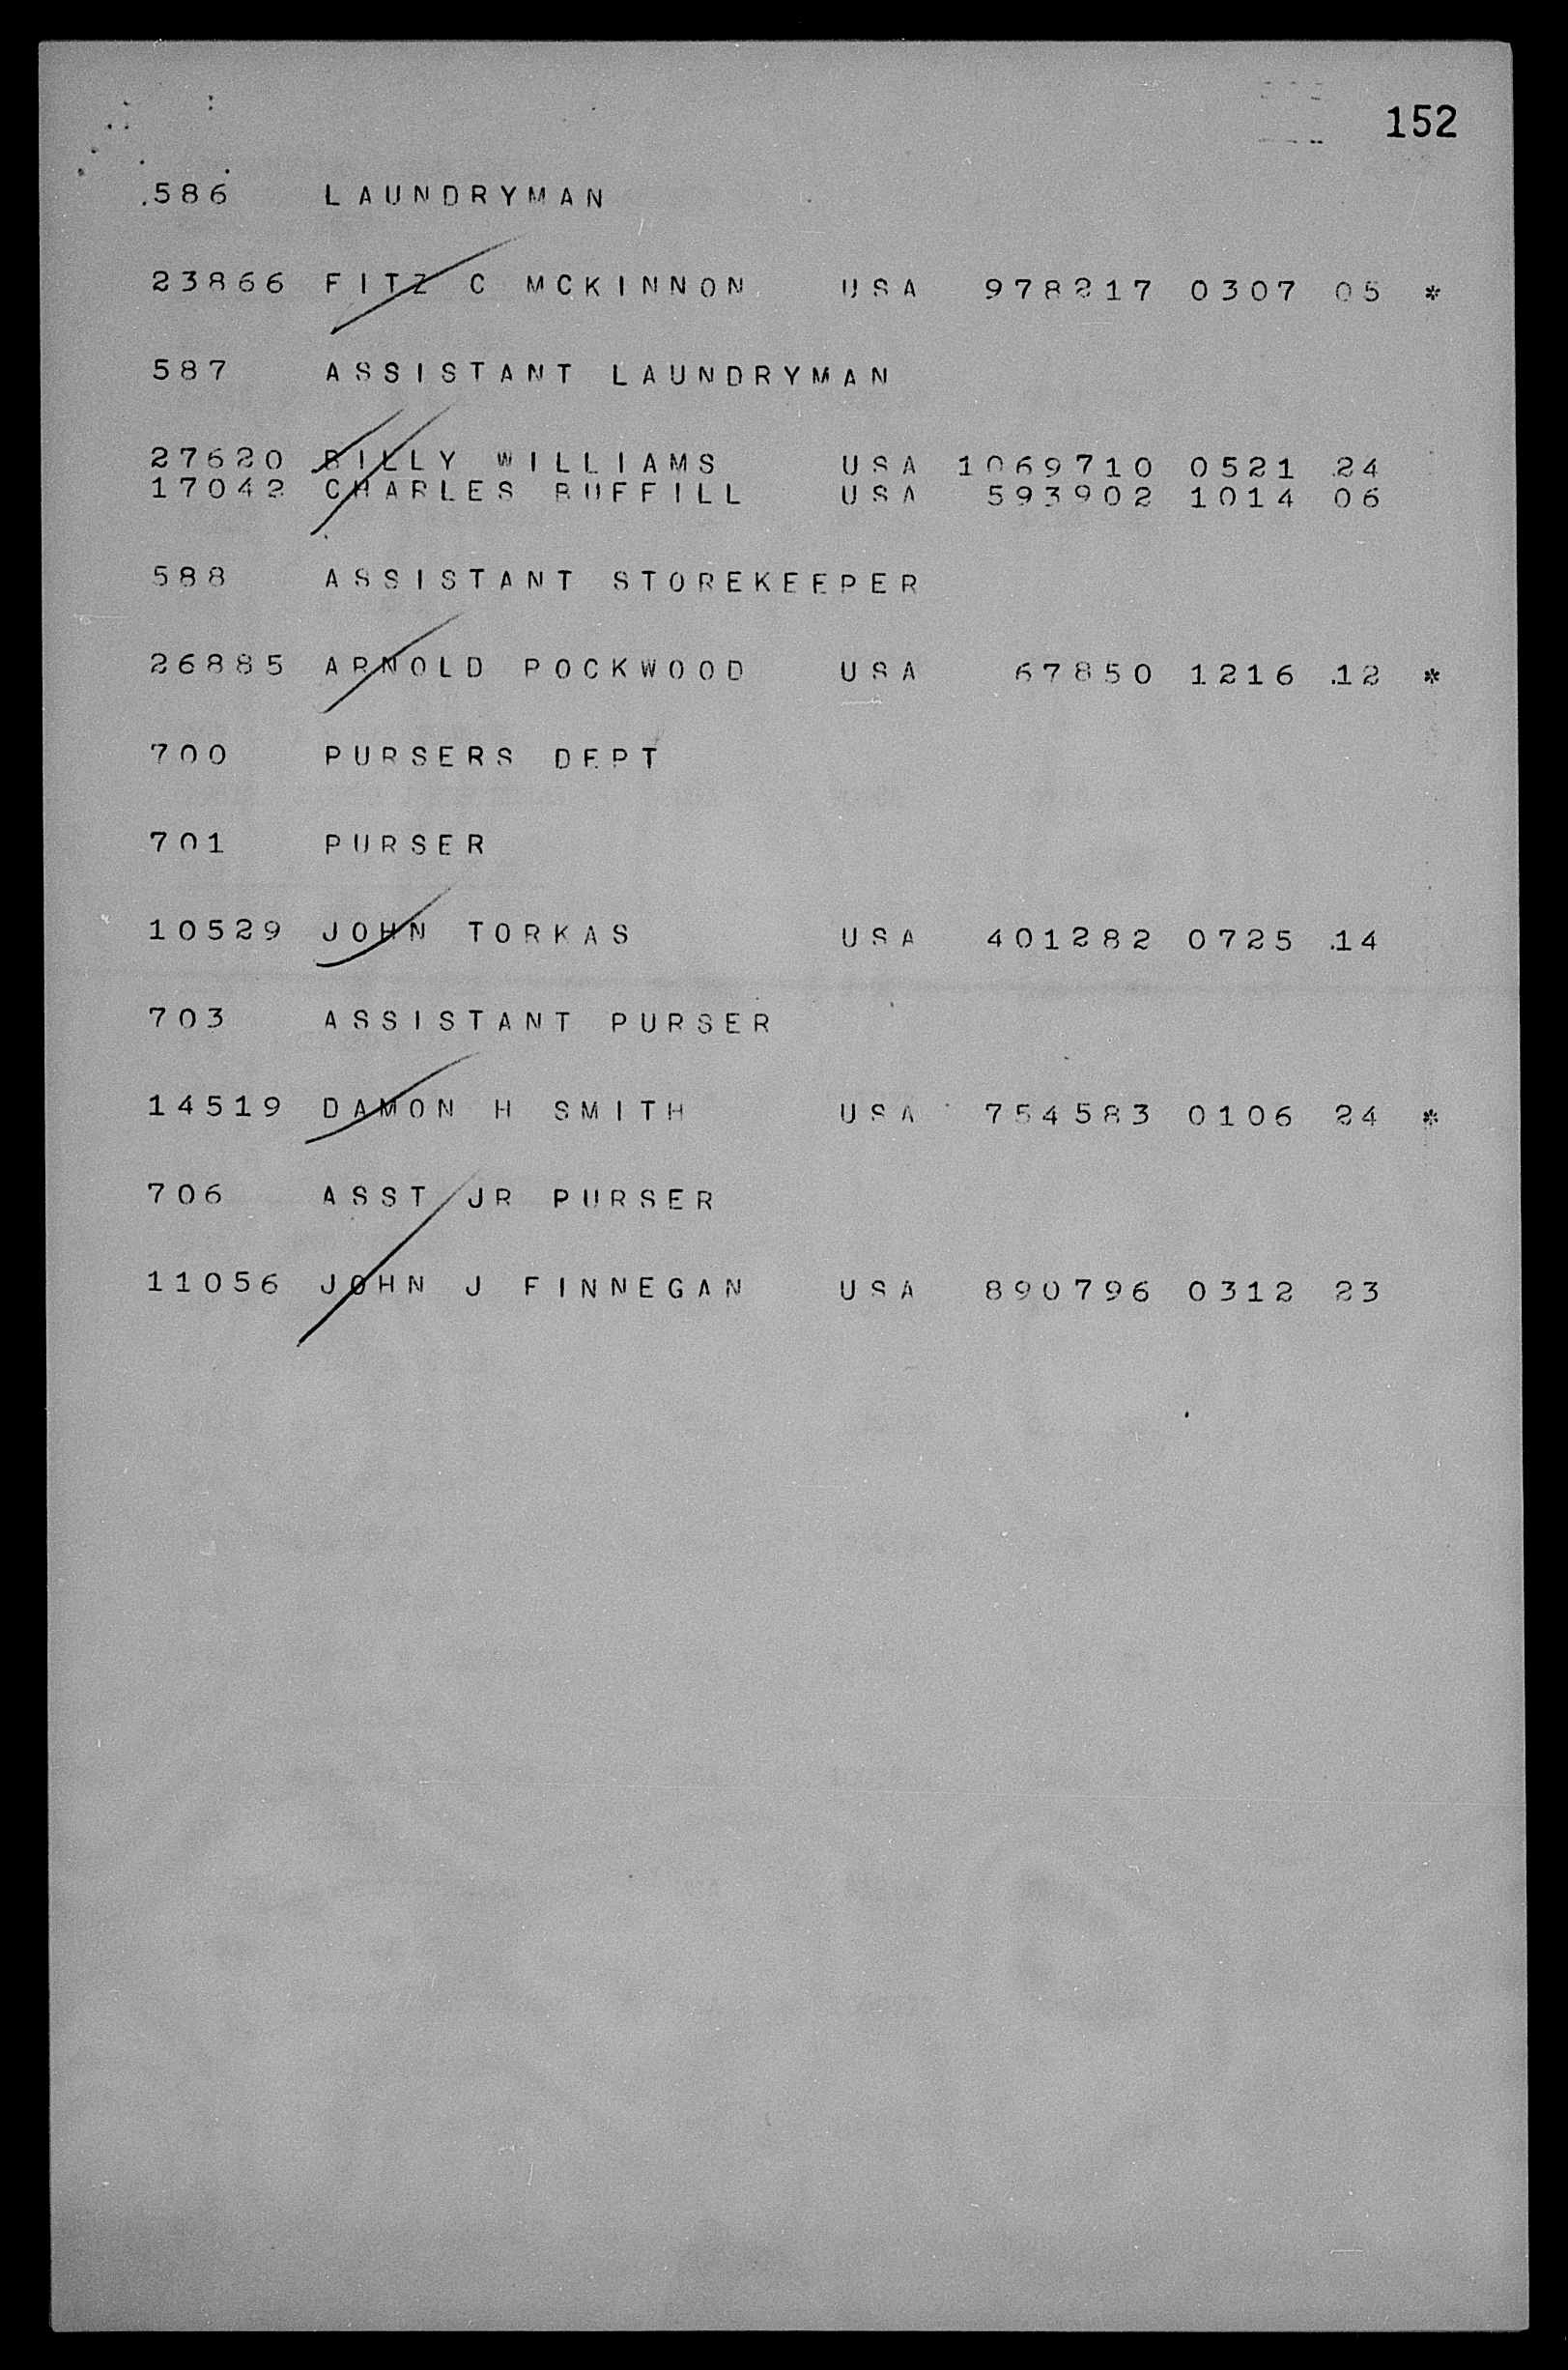 152
586 LAUNDRYMAN
23866 FITZ C MCKINNON USA 978217 0307 05 *
587 ASSISTANT LAUNDRYMAN
27620 BILLY WILLIAMS USA 1069710 0521 24
17042 CHARLES RUFFILL USA 593902 1014 06
588 ASSISTANT STOREKEEPER
26885 ARNOLD ROCKWOOD USA 67850 1216 12 *
700 PURSERS DEPT
701 PURSER
10529 JOHN TORKAS USA 401282 0725 14
703 ASSISTANT PURSER
14519 DAMON H SMITH USA 754583 0106 24 *
706 ASST JR PURSER
11056 JOHN J FINNEGAN USA 890796 0312 23